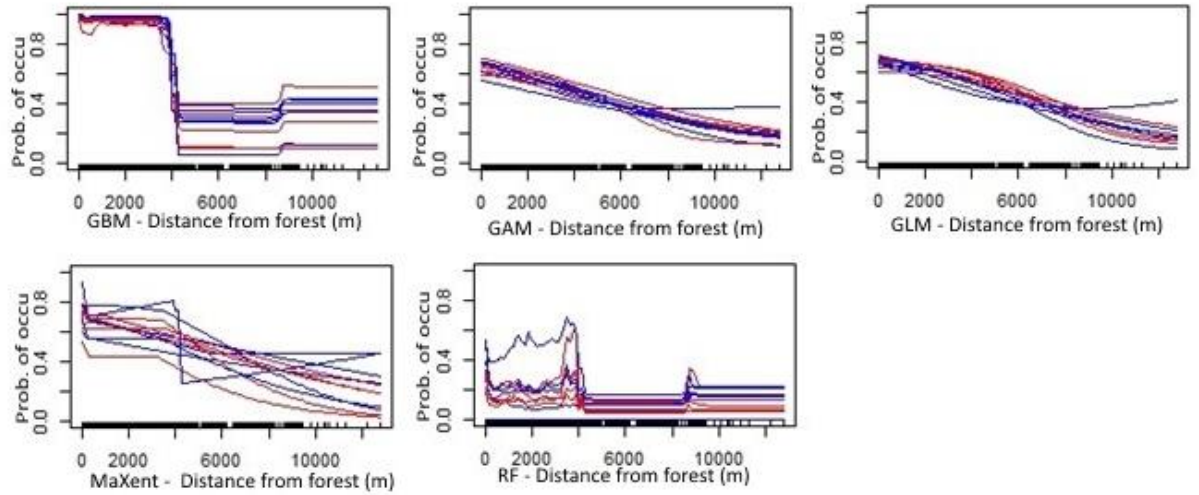 Prob. of occu
0.0 0.4 0.8
0 2000 6000 10000
GBM - Distance from forest (m)
Prob. of occu
0.0 0.4 0.8
0 2000 6000 10000
GAM - Distance from forest (m)
Prob. of occu
0.0 0.4 0.8
0 2000 6000 10000
GLM - Distance from forest (m)
Prob. of occu
0.0 0.4 0.8
0 2000 6000 10000
MaXent - Distance from forest (m)
Prob. of occu
0.0 0.4 0.8
0 2000 6000 10000
RF - Distance from forest (m)